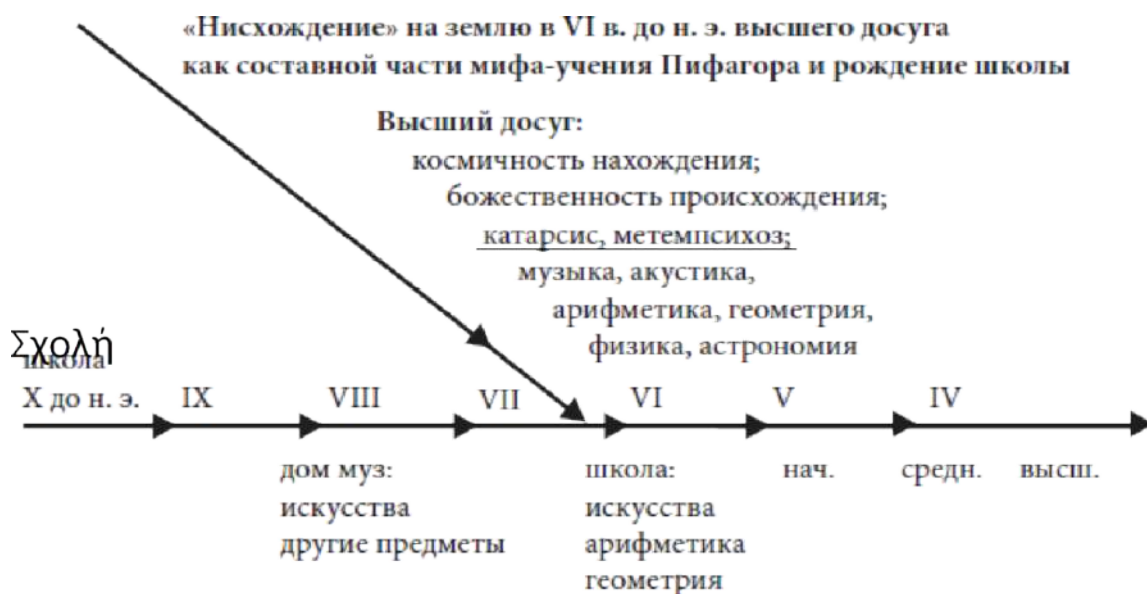 «Нисхождение» на землю в VI в. до н. э. высшего досуга
как составной части мифа-учения Пифагора и рождение школы
Высший досуг:
космичность нахождения;
божественность происхождения;
катарсис, метемпсихоз;
музыка, акустика,
арифметика, геометрия,
физика, астрономия
Σχολή
школа
X до н. э. IX VIII VII VI V IV
дом муз: школа: нач. средн. высш.
искусства искусства
другие предметы арифметика
геометрия